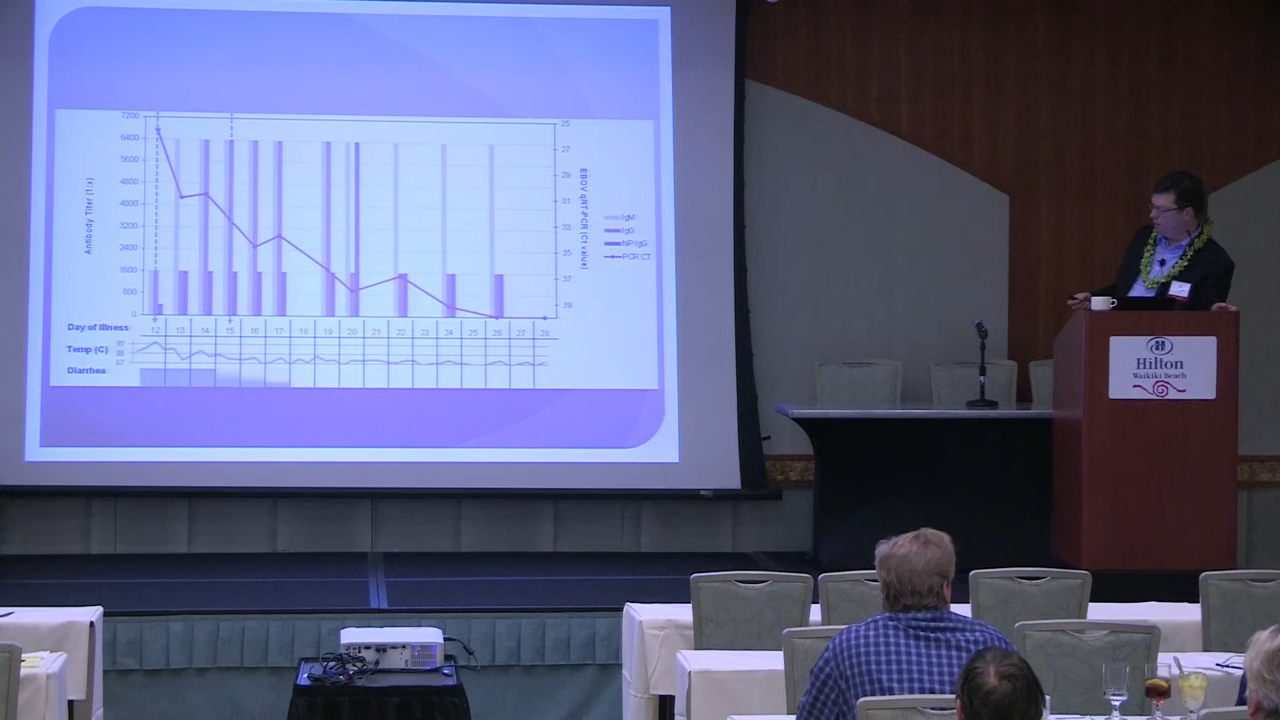 7200
6400
5600
4800
4000
3200
2400
1600
800
0
Antibody Titer (1:x)
25
27
29
31
33
35
37
39
EBOV qRT-PCR (Ct value)
IgM
IgG
NP IgG
PCR CT
Day of Illness 12 13 14 15 16 17 18 19 20 21 22 23 24 25 26 27 28
Temp (C) 39 38 37
Diarrhea
Hilton
Waikiki Beach